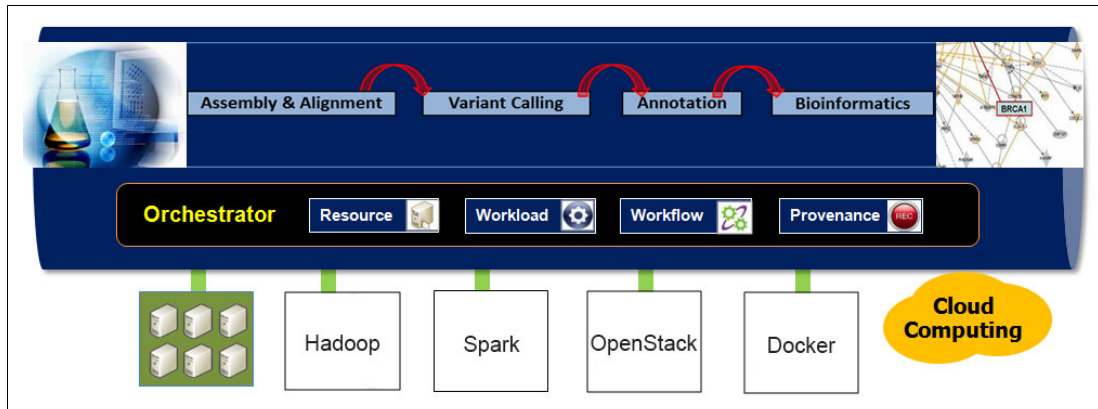 Assembly & Alignment
Variant Calling
Annotation
Bioinformatics
BRCA1
Orchestrator
Resource
Workload
Workflow
Provenance
REC
Hadoop
Spark
OpenStack
Docker
Cloud
Computing